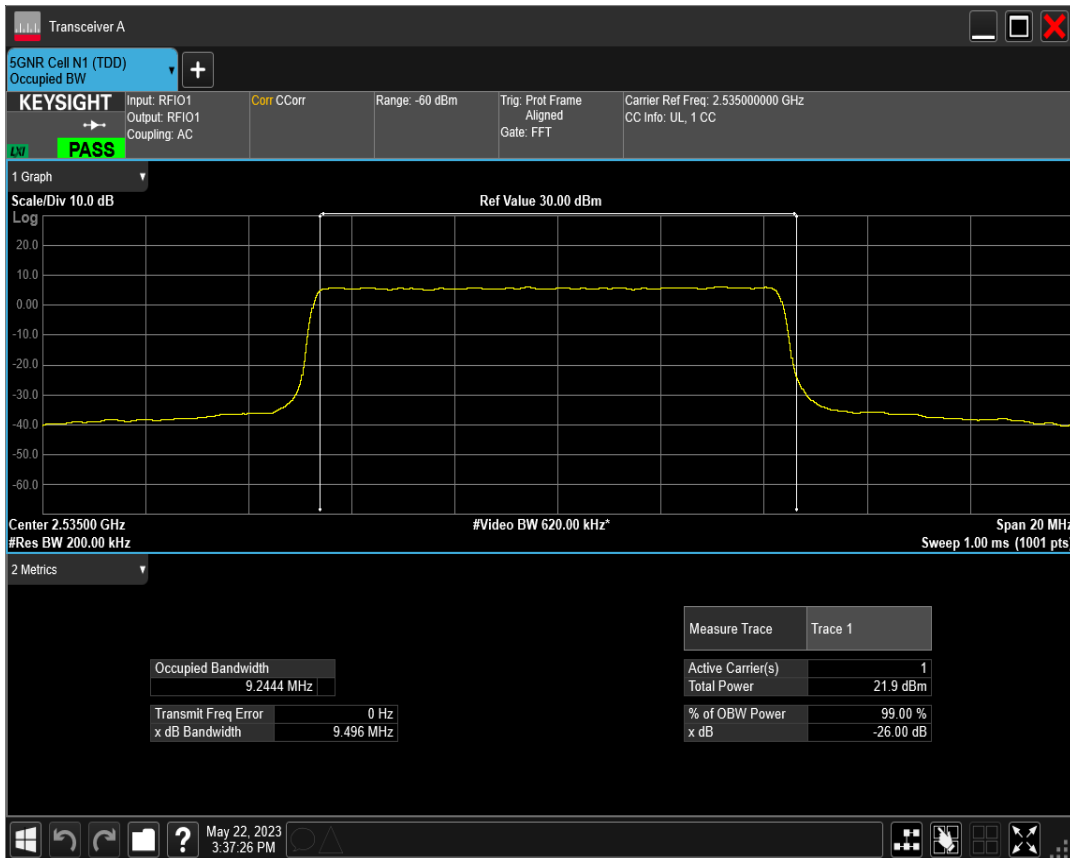 Transceiver A
5GNR Cell N1 (TDD)
Occupied BW
+
KEYSIGHT
LXI
PASS
Input: RFIO1
Output: RFIO1
Coupling: AC
Corr CCorr
Range: -60 dBm
Trig: Prot Frame
Aligned
Gate: FFT
Carrier Ref Freq: 2.535000000 GHz
CC Info: UL, 1 CC
1 Graph
Scale/Div 10.0 dB
Ref Value 30.00 dBm
Log
20.0
10.0
0.00
-10.0
-20.0
-30.0
-40.0
-50.0
-60.0
Center 2.53500 GHz
#Video BW 620.00 kHz*
Span 20 MHz
#Res BW 200.00 kHz
Sweep 1.00 ms (1001 pts)
2 Metrics
Measure Trace Trace 1
Occupied Bandwidth
9.2444 MHz
Active Carrier(s) 1
Total Power 21.9 dBm
Transmit Freq Error 0 Hz
x dB Bandwidth 9.496 MHz
% of OBW Power 99.00 %
x dB -26.00 dB
?
May 22, 2023
3:37:26 PM